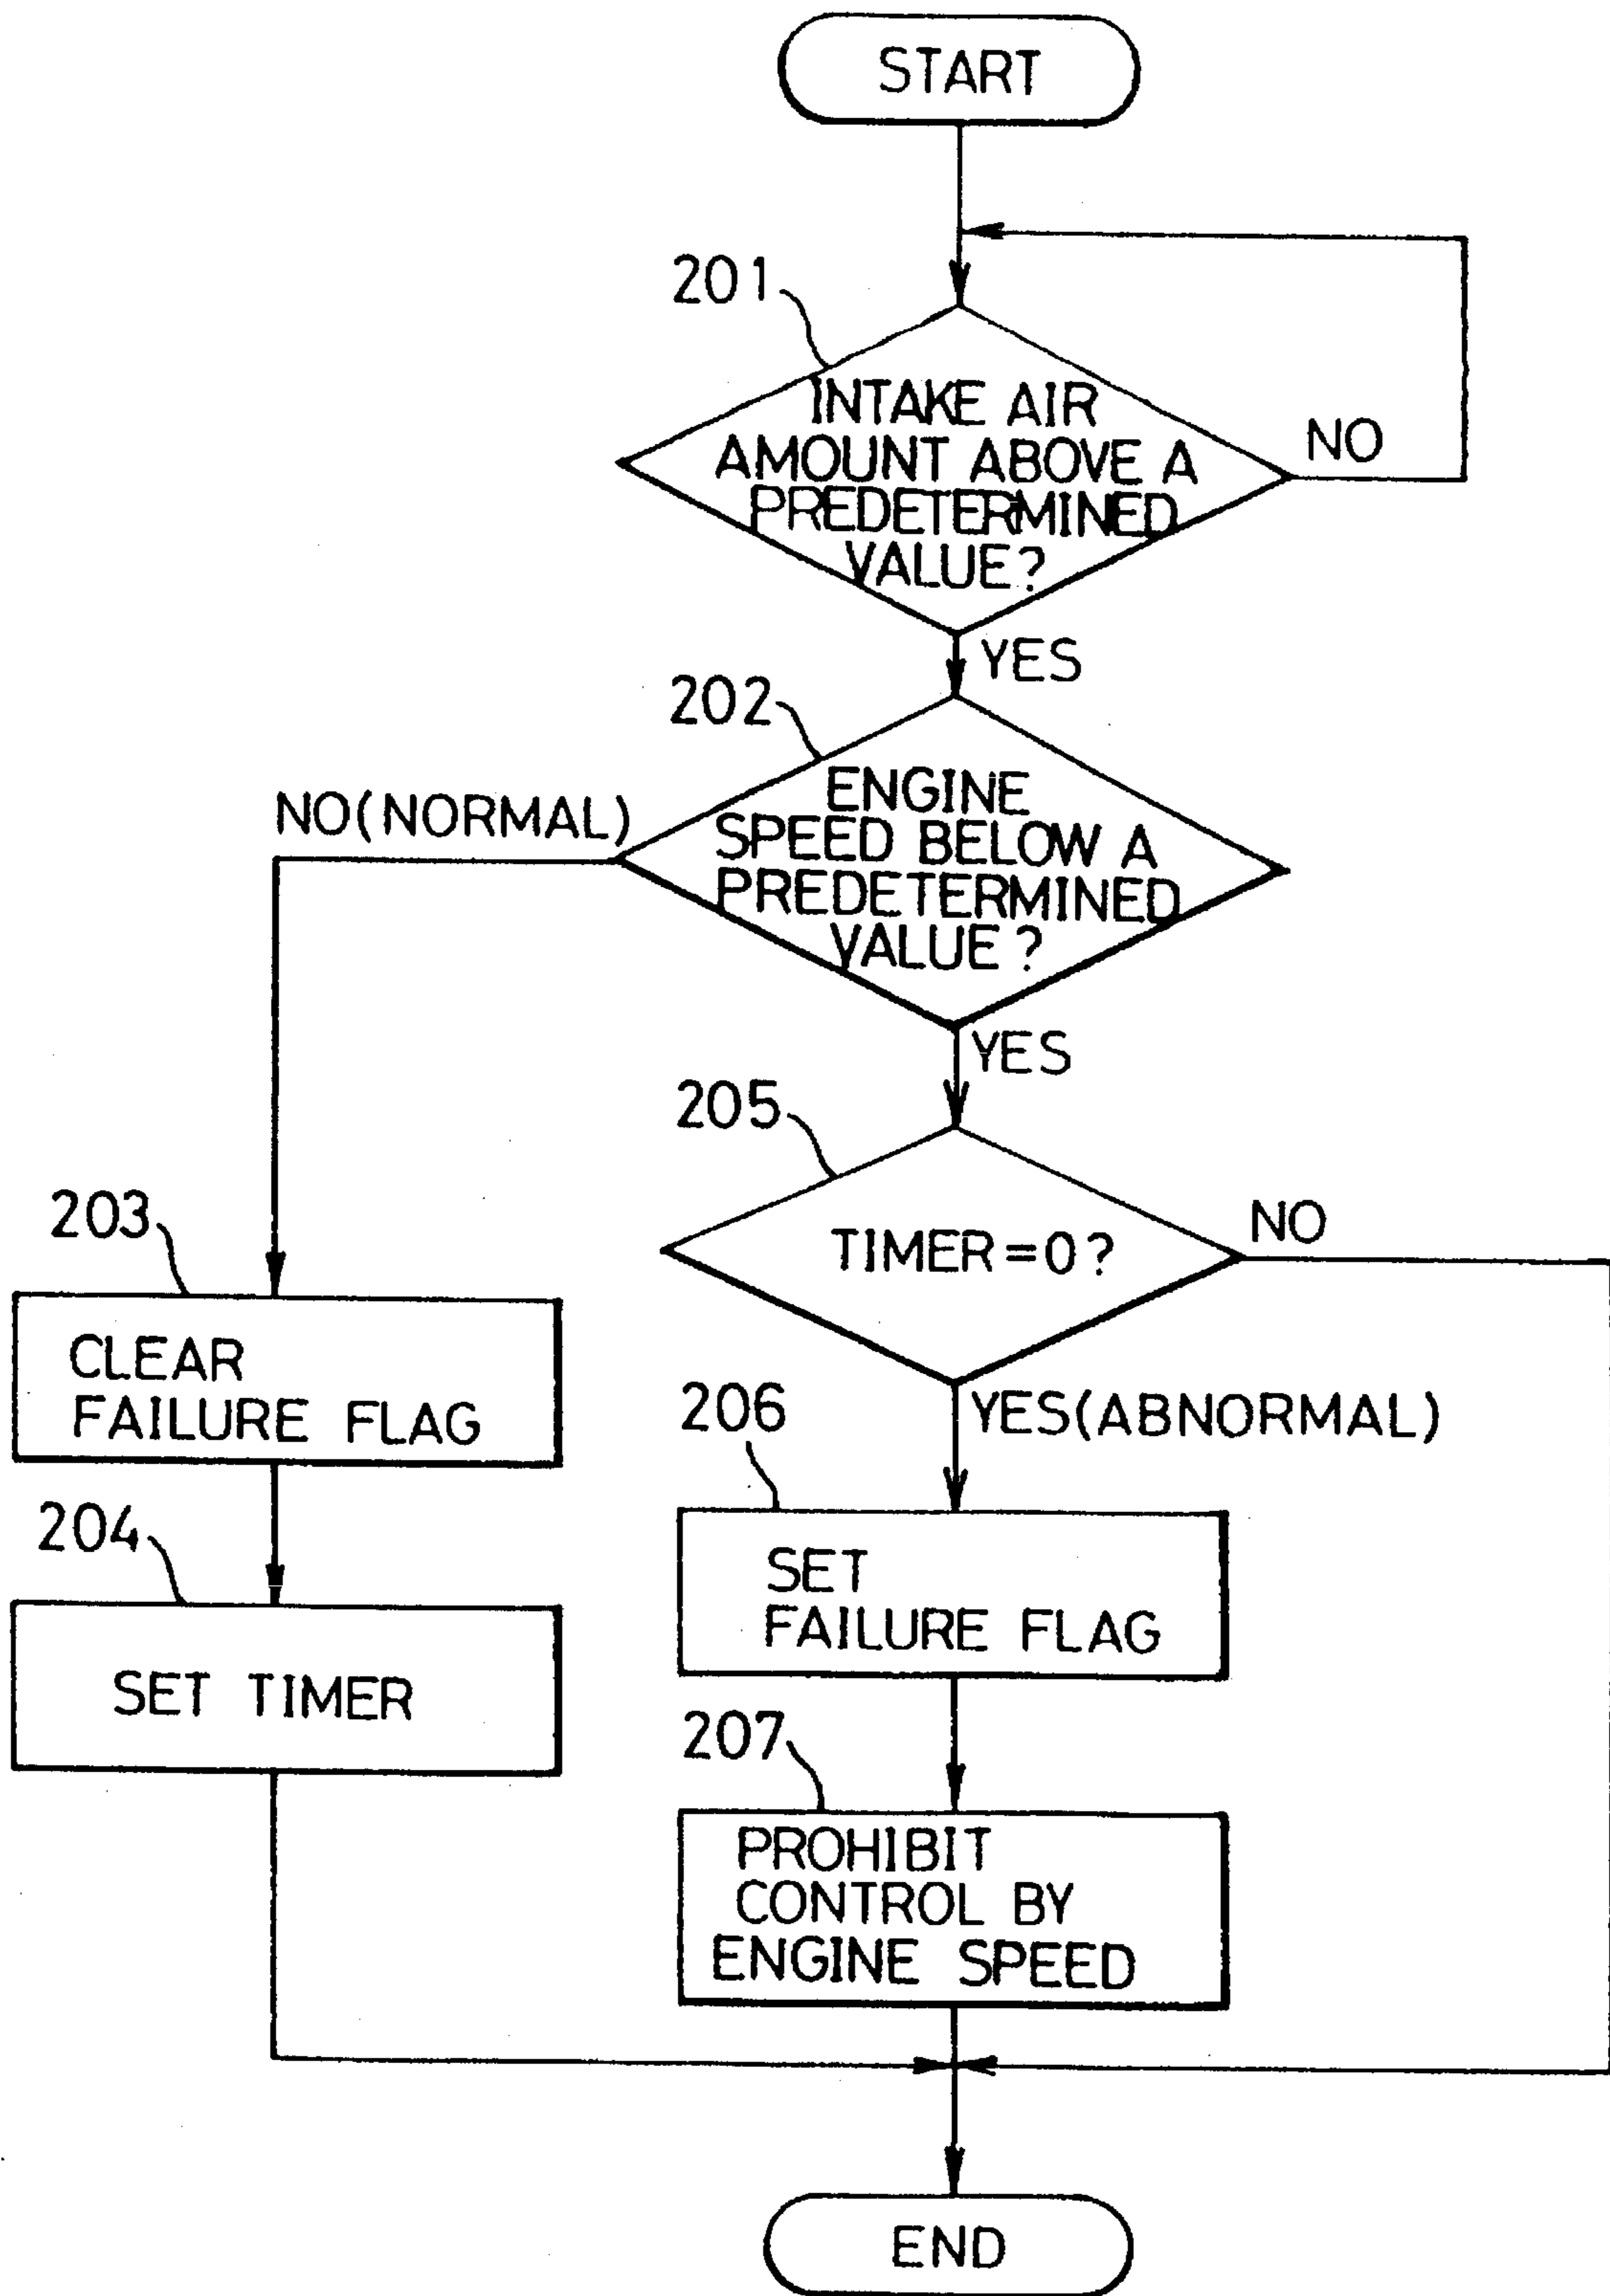 START
201
INTAKE AIR
AMOUNT ABOVE A
PREDETERMINED
VALUE?
NO
YES
202
ENGINE
SPEED BELOW A
PREDETERMINED
VALUE?
NO(NORMAL)
YES
205
TIMER=0?
NO
203
CLEAR
FAILURE FLAG
YES(ABNORMAL)
206
SET
FAILURE FLAG
204
SET TIMER
207
PROHIBIT
CONTROL BY
ENGINE SPEED
END